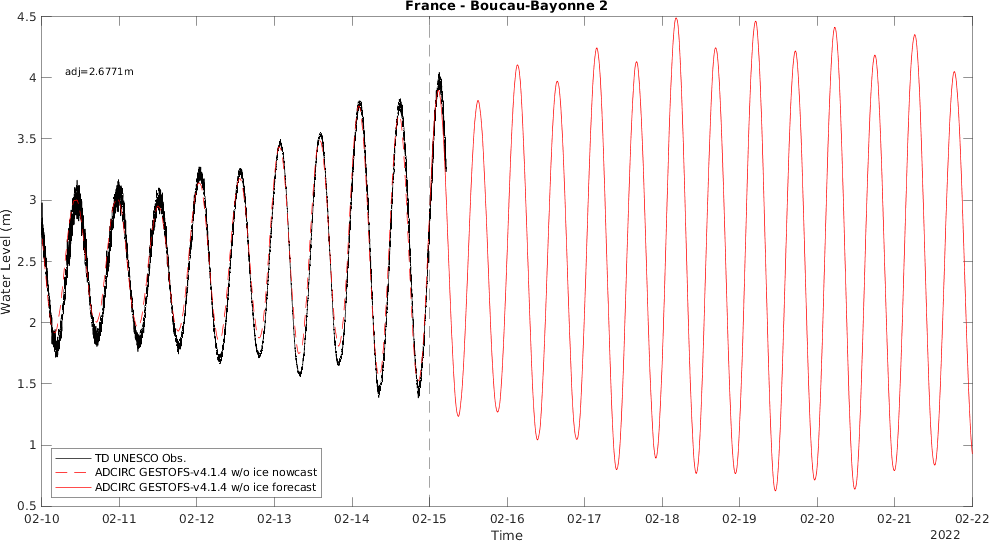 France - Boucau-Bayonne 2
4.5
4
3.5
3
2.5
2
1.5
1
0.5
Water Level (m)
adj=2.6771m
TD UNESCO Obs.
ADCIRC GESTOFS-v4.1.4 w/o ice nowcast
ADCIRC GESTOFS-v4.1.4 w/o ice forecast
02-10 02-11 02-12 02-13 02-14 02-15 02-16 02-17 02-18 02-19 02-20 02-21 02-22
Time
2022